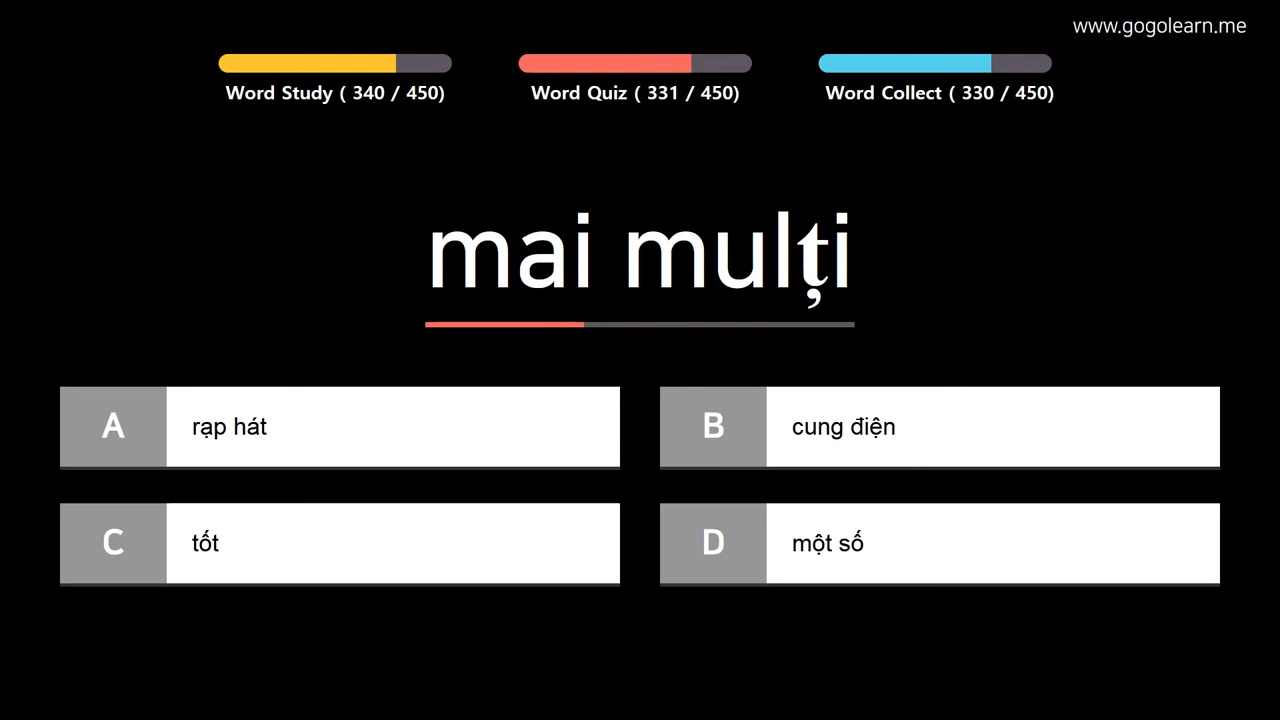 www.gogolearn.me
Word Study ( 340 / 450)
Word Quiz ( 331 / 450)
Word Collect ( 330 / 450)
mai mulți
A
rạp hát
B
cung điện
C
tốt
D
một số